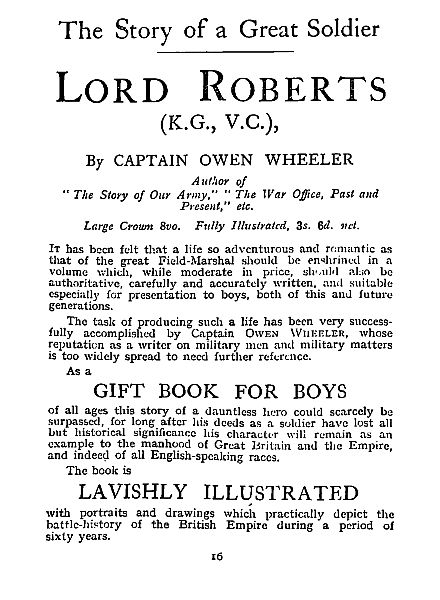 The Story of a Great Soldier
LORD ROBERTS
(K.G., V.C.),
By CAPTAIN OWEN WHEELER
Author of
"The Story of Our Army," "The War Office, Past and
Present," etc.
Large Crown 8vo. Fully Illustrated, 3s. 6d. net.
IT has been felt that a life so adventurous and romantic as
that of the great Field-Marshal should be enshrined in a
volume which, while moderate in price, should also be
authoritative, carefully and accurately written, and suitable
especially for presentation to boys, both of this and future
generations.
The task of producing such a life has been very success-
fully accomplished by Captain OWEN WHEELER, whose
reputation as a writer on military men and military matters
is too widely spread to need further reference.
As a
GIFT BOOK FOR BOYS
of all ages this story of a dauntless hero could scarcely be
surpassed, for long after his deeds as a soldier have lost all
but historical significance his character will remain as an
example to the manhood of Great Britain and the Empire,
and indeed of all English-speaking races.
The book is
LAVISHLY ILLUSTRATED
with portraits and drawings which practically depict the
battle-history of the British Empire during a period of
sixty years.
16